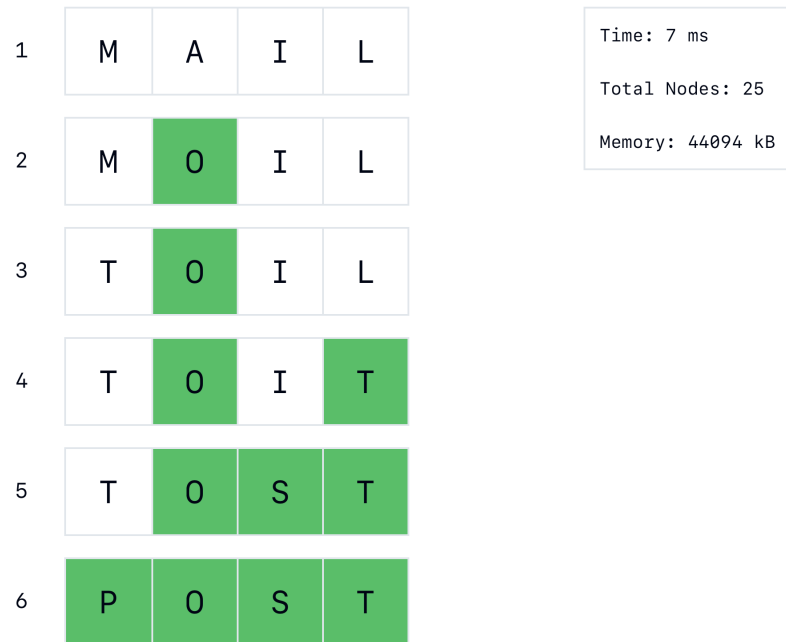 1 M A I L
2 M O I L
3 T O I L
4 T O I T
5 T O S T
6 P O S T
Time: 7 ms
Total Nodes: 25
Memory: 44094 kB